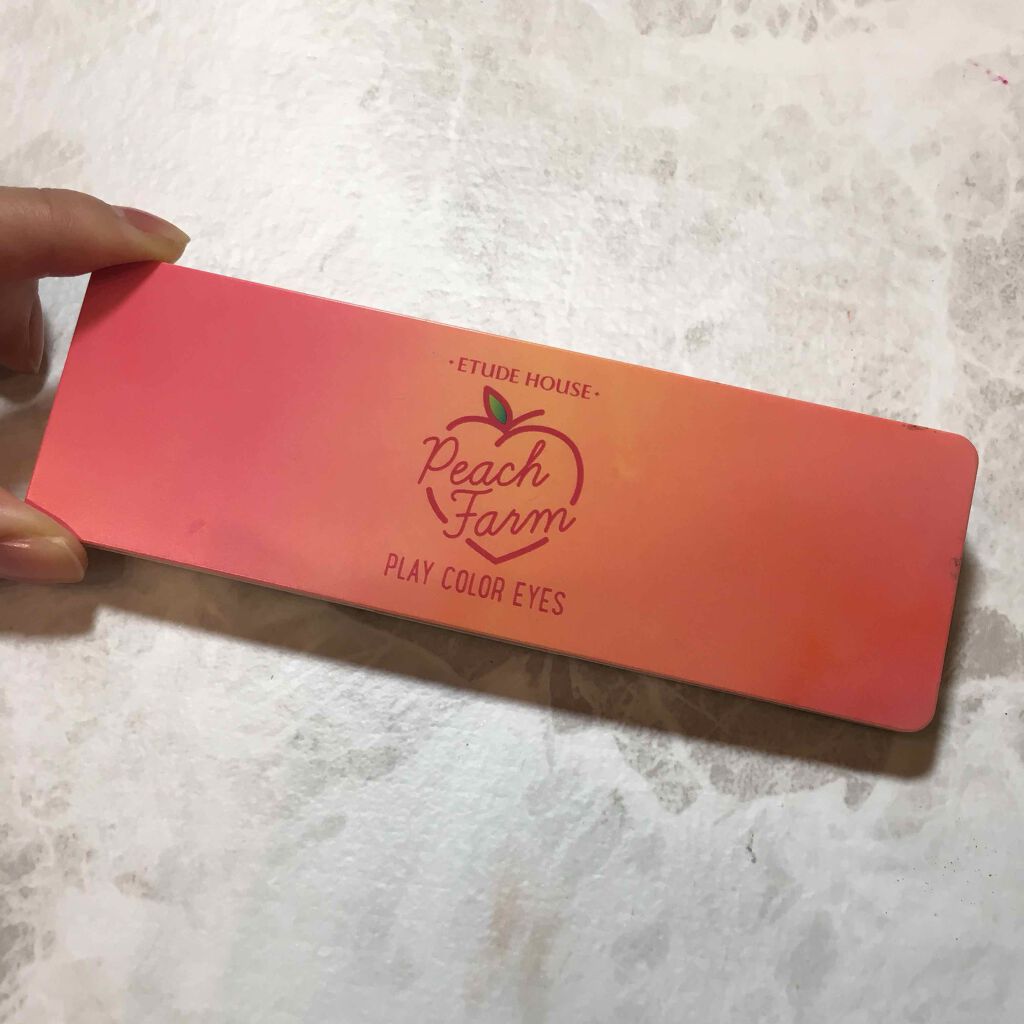 ·ETUDE HOUSE·
Peach
Farm
PLAY COLOR EYES